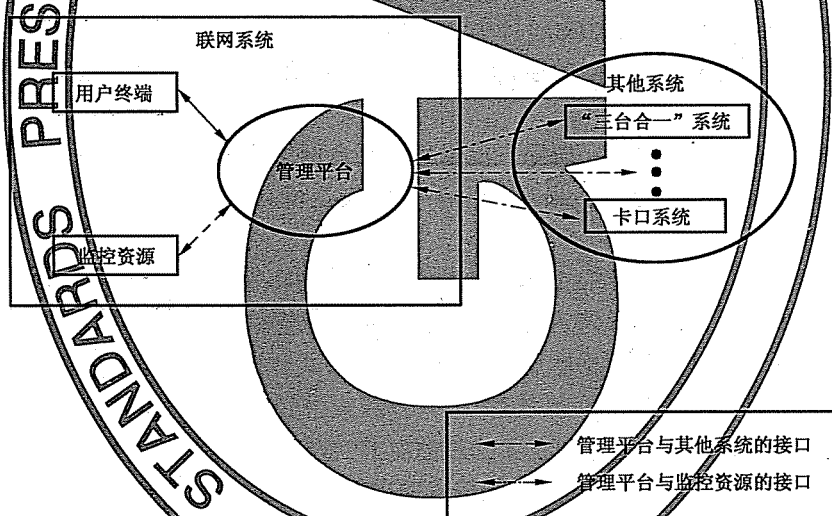 联网系统
其他系统
用户终端
“三台合一”系统
管理平台
卡口系统
监控资源
管理平台与其他系统的接口
管理平台与监控资源的接口
STANDARDS PRES